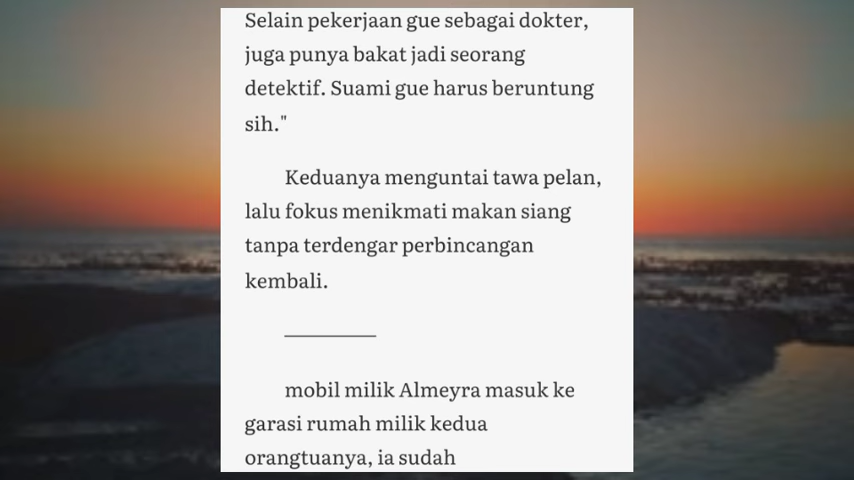 Selain pekerjaan gue sebagai dokter,
juga punya bakat jadi seorang
detektif. Suami gue harus beruntung
sih."
Keduanya menguntai tawa pelan,
lalu fokus menikmati makan siang
tanpa terdengar perbincangan
kembali.
mobil milik Almeyra masuk ke
garasi rumah milik kedua
orangtuanya, ia sudah